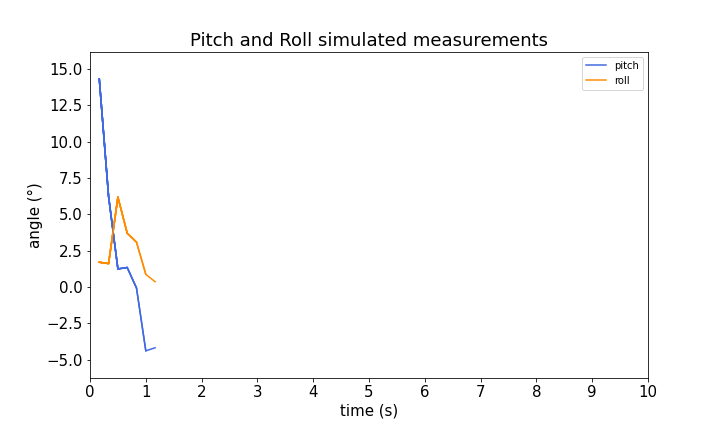 Pitch and Roll simulated measurements
pitch
roll
15.0
12.5
10.0
7.5
5.0
2.5
0.0
−2.5
−5.0
angle (°)
0 1 2 3 4 5 6 7 8 9 10
time (s)